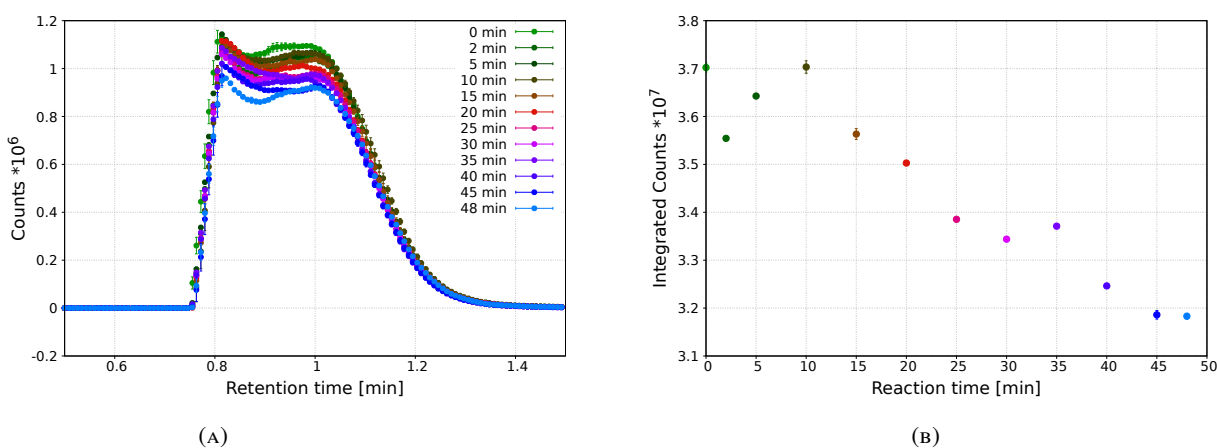 1.2
1
0.8
0.6
0.4
0.2
0
-0.2
0.6
0.8
1
1.2
1.4
Counts *10^6
Retention time [min]
0 min
2 min
5 min
10 min
15 min
20 min
25 min
30 min
35 min
40 min
45 min
48 min
(A)
3.8
3.7
3.6
3.5
3.4
3.3
3.2
3.1
0
5
10
15
20
25
30
35
40
45
50
Integrated Counts *10^7
Reaction time [min]
(B)